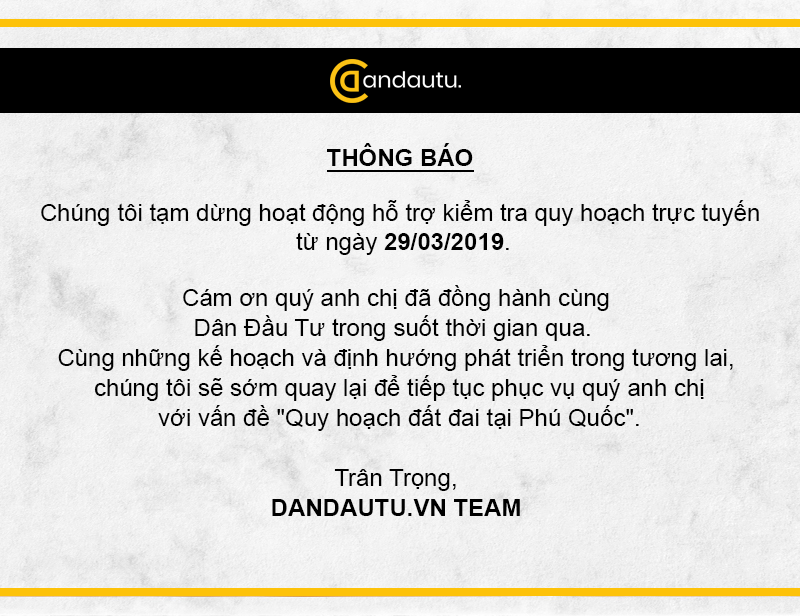 dandautu.
THÔNG BÁO
Chúng tôi tạm dừng hoạt động hỗ trợ kiểm tra quy hoạch trực tuyến
từ ngày 29/03/2019.
Cám ơn quý anh chị đã đồng hành cùng
Dân Đầu Tư trong suốt thời gian qua.
Cùng những kế hoạch và định hướng phát triển trong tương lai,
chúng tôi sẽ sớm quay lại để tiếp tục phục vụ quý anh chị
với vấn đề "Quy hoạch đất đai tại Phú Quốc".
Trân Trọng,
DANDAUTU.VN TEAM